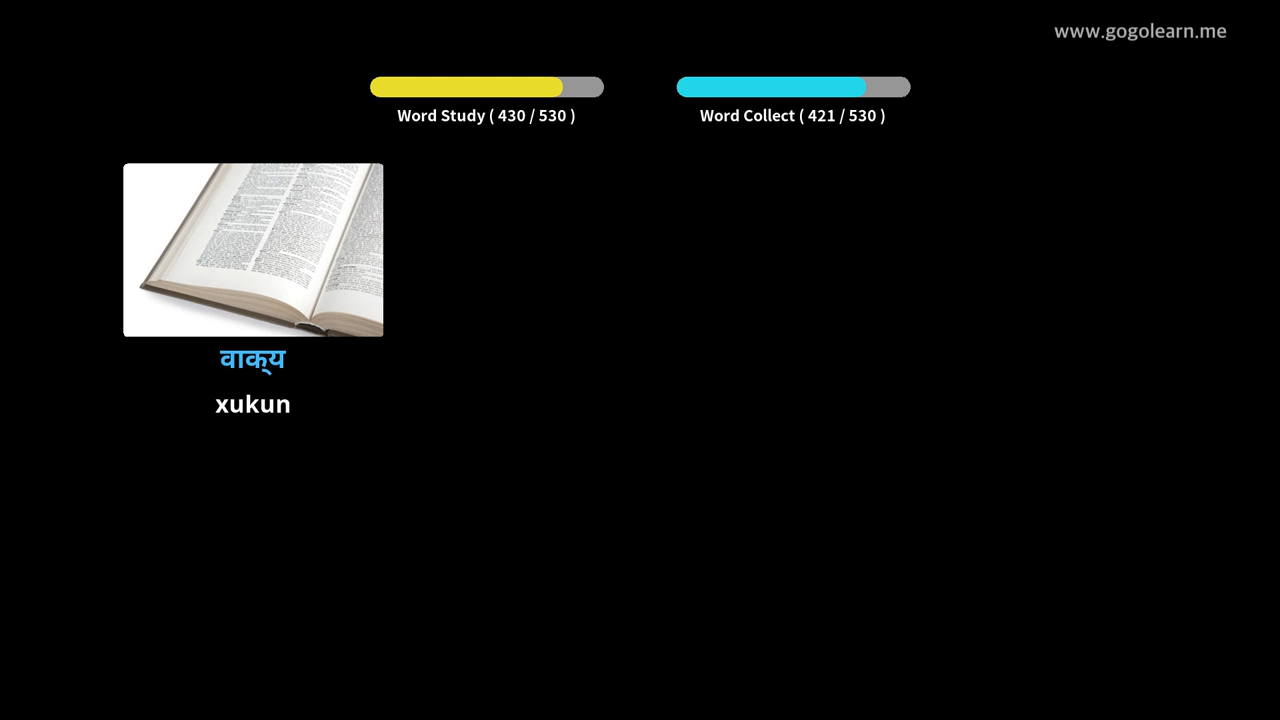 www.gogolearn.me
Word Study ( 430 / 530 )
Word Collect ( 421 / 530 )
वाक्य
xukun